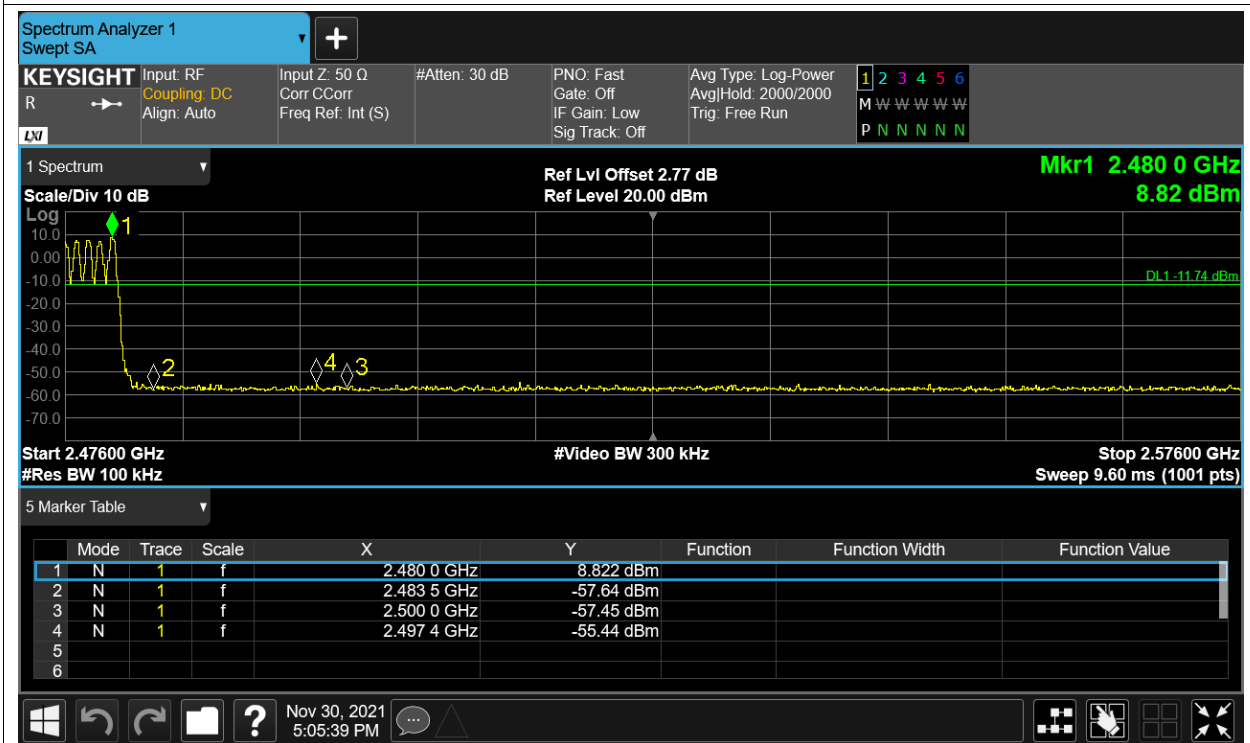 Spectrum Analyzer 1
Swept SA
KEYSIGHT Input: RF Input Z: 50 Ω #Atten: 30 dB PNO: Fast Avg Type: Log-Power 1 2 3 4 5 6
R Coupling: DC Corr CCorr Gate: Off Avg|Hold: 2000/2000 M W W W W W
Align: Auto Freq Ref: Int (S) IF Gain: Low Trig: Free Run
LXI Sig Track: Off P N N N N N
1 Spectrum Ref Lvl Offset 2.77 dB Mkr1 2.480 0 GHz
Scale/Div 10 dB Ref Level 20.00 dBm 8.82 dBm
Log
1
10.0
0.00
-10.0 DL1 -11.74 dBm
-20.0
-30.0
-40.0
2 4 3
-50.0
-60.0
-70.0
Start 2.47600 GHz #Video BW 300 kHz Stop 2.57600 GHz
#Res BW 100 kHz Sweep 9.60 ms (1001 pts)
5 Marker Table
Mode Trace Scale X Y Function Function Width Function Value
1 N 1 f 2.480 0 GHz 8.822 dBm
2 N 1 f 2.483 5 GHz -57.64 dBm
3 N 1 f 2.500 0 GHz -57.45 dBm
4 N 1 f 2.497 4 GHz -55.44 dBm
5
6
? Nov 30, 2021
5:05:39 PM